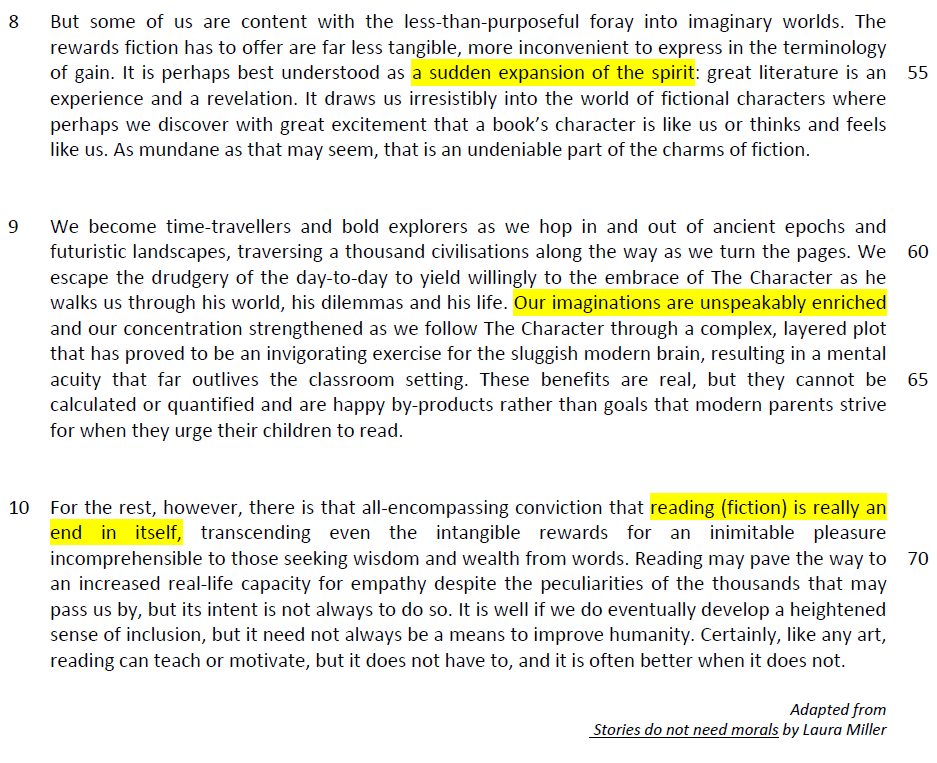 8 But some of us are content with the less-than-purposeful foray into imaginary worlds. The
rewards fiction has to offer are far less tangible, more inconvenient to express in the terminology
of gain. It is perhaps best understood as a sudden expansion of the spirit: great literature is an 55
experience and a revelation. It draws us irresistibly into the world of fictional characters where
perhaps we discover with great excitement that a book’s character is like us or thinks and feels
like us. As mundane as that may seem, that is an undeniable part of the charms of fiction.
9 We become time-travellers and bold explorers as we hop in and out of ancient epochs and
futuristic landscapes, traversing a thousand civilisations along the way as we turn the pages. We 60
escape the drudgery of the day-to-day to yield willingly to the embrace of The Character as he
walks us through his world, his dilemmas and his life. Our imaginations are unspeakably enriched
and our concentration strengthened as we follow The Character through a complex, layered plot
that has proved to be an invigorating exercise for the sluggish modern brain, resulting in a mental
acuity that far outlives the classroom setting. These benefits are real, but they cannot be 65
calculated or quantified and are happy by-products rather than goals that modern parents strive
for when they urge their children to read.
10 For the rest, however, there is that all-encompassing conviction that reading (fiction) is really an
end in itself, transcending even the intangible rewards for an inimitable pleasure
incomprehensible to those seeking wisdom and wealth from words. Reading may pave the way to 70
an increased real-life capacity for empathy despite the peculiarities of the thousands that may
pass us by, but its intent is not always to do so. It is well if we do eventually develop a heightened
sense of inclusion, but it need not always be a means to improve humanity. Certainly, like any art,
reading can teach or motivate, but it does not have to, and it is often better when it does not.
Adapted from
Stories do not need morals by Laura Miller